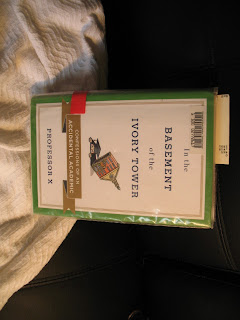 In the
BASEMENT
of the
IVORY TOWER
CONFESSIONS OF AN
ACCIDENTAL ACADEMIC
PROFESSOR X